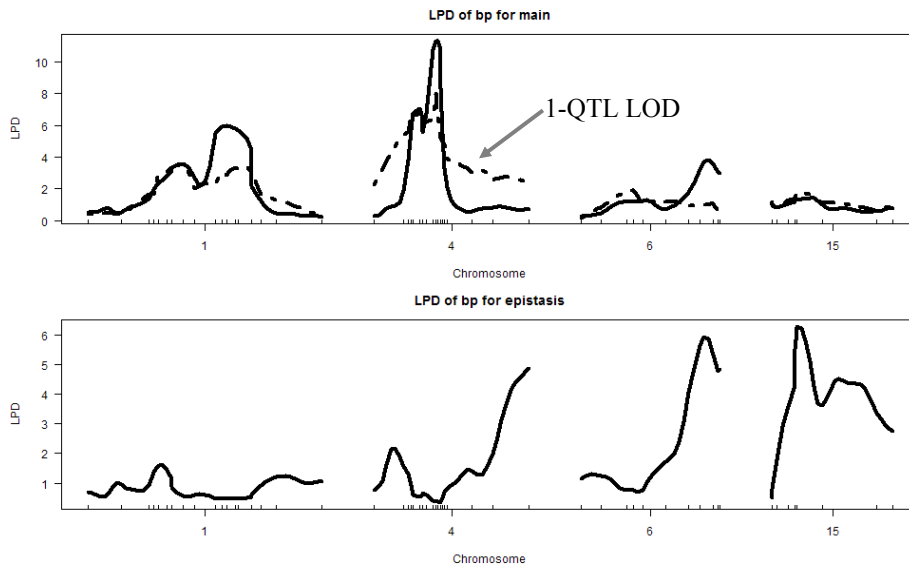 LPD of bp for main
10
8
6
4
2
0
LPD
1-QTL LOD
1 4 6 15
Chromosome
LPD of bp for epistasis
6
5
4
3
2
1
LPD
1 4 6 15
Chromosome